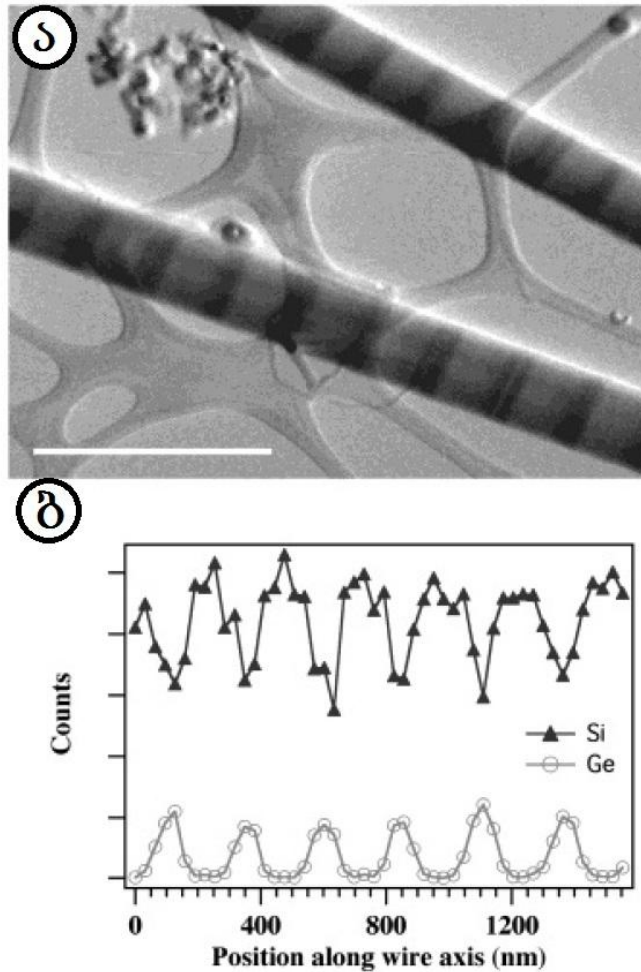 ა
ბ
Counts
Si
Ge
0
400
800
1200
Position along wire axis (nm)